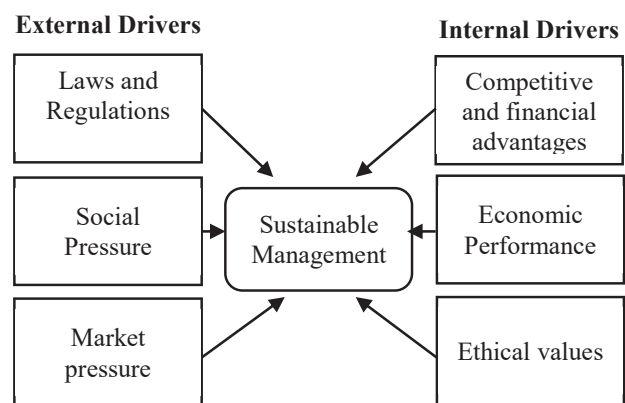 External Drivers
Internal Drivers
Laws and
Regulations
Competitive
and financial
advantages
Social
Pressure
Sustainable
Management
Economic
Performance
Market
pressure
Ethical values